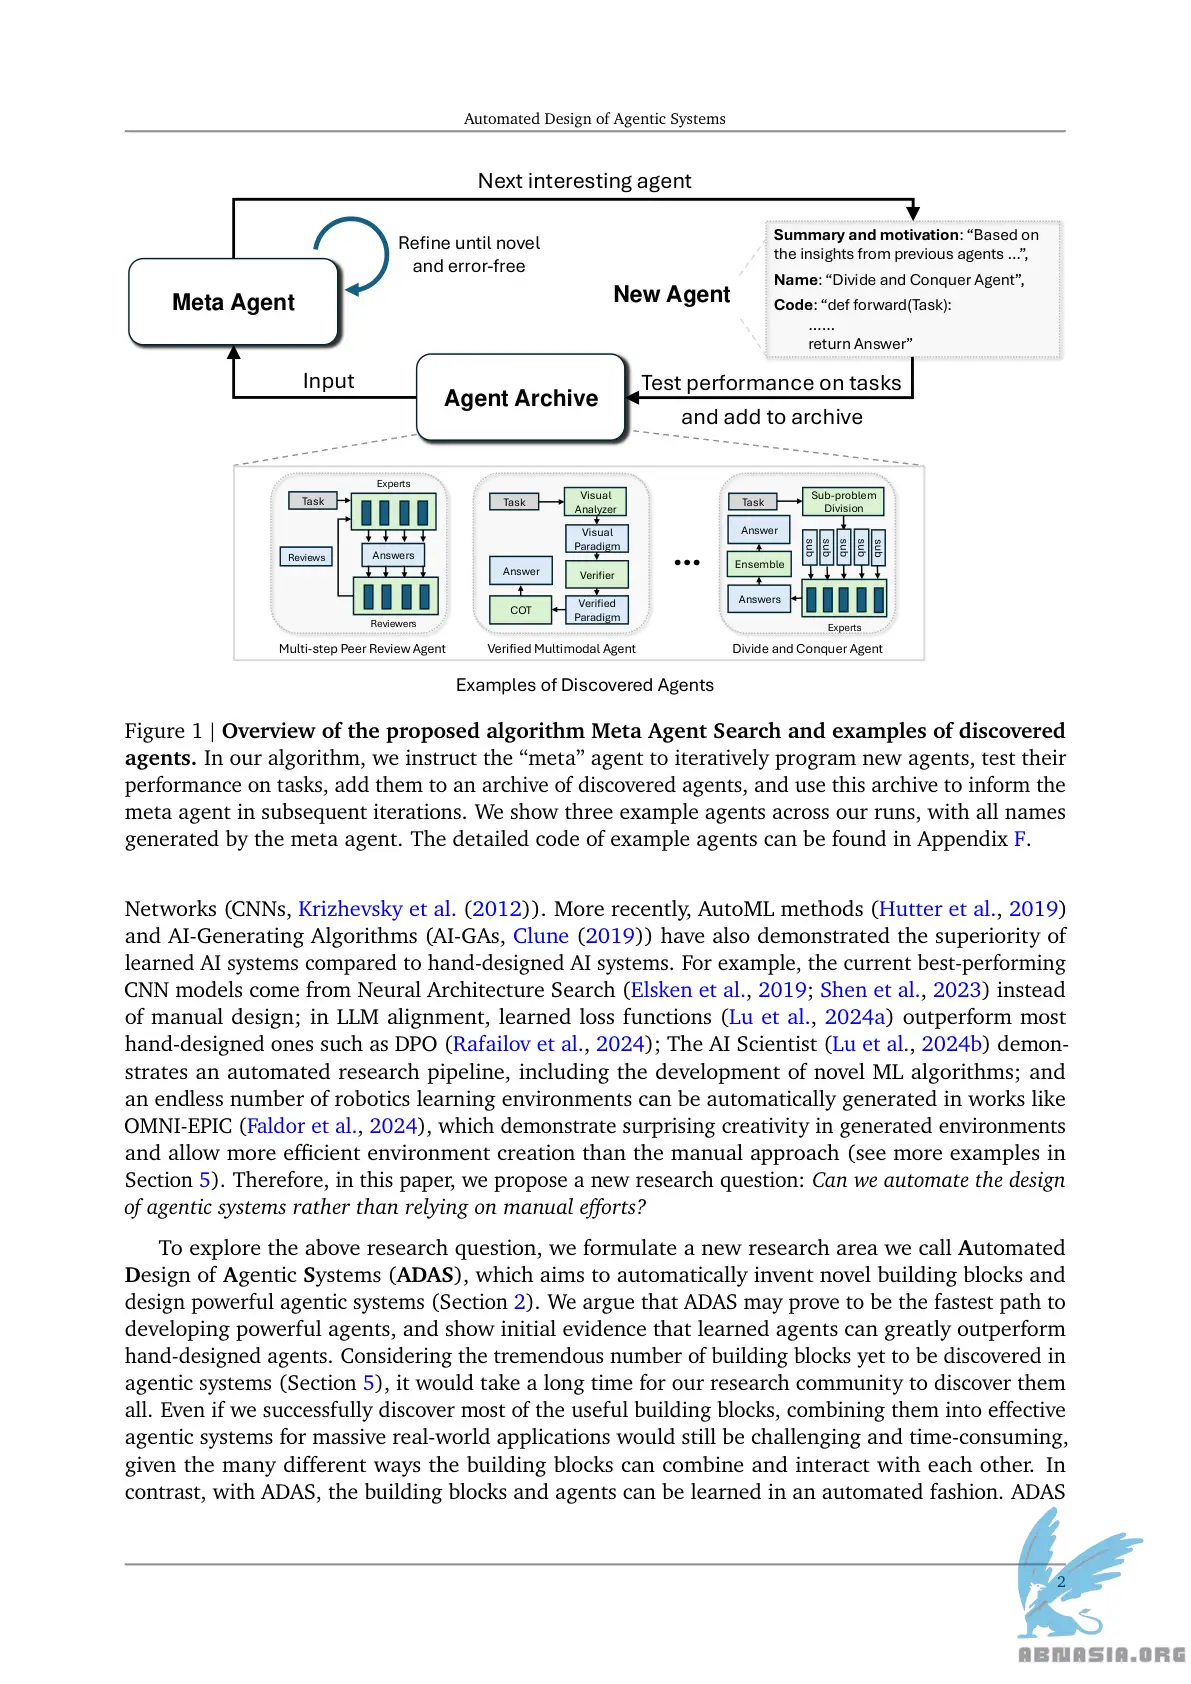 Automated Design of Agentic Systems
Next interesting agent
Refine until novel
and error-free
Meta Agent
New Agent
Summary and motivation: “Based on
the insights from previous agents ...”,
Name: “Divide and Conquer Agent”,
Code: “def forward(Task):
......
return Answer”
Input
Agent Archive
Test performance on tasks
and add to archive
Experts
Task
Reviews
Answers
Reviewers
Multi-step Peer Review Agent
Task
Visual
Analyzer
Visual
Paradigm
Answer
Verifier
COT
Verified
Paradigm
Verified Multimodal Agent
...
Task
Sub-problem
Division
Answer
sub
sub
sub
sub
sub
Ensemble
Answers
Experts
Divide and Conquer Agent
Examples of Discovered Agents
Figure 1 | Overview of the proposed algorithm Meta Agent Search and examples of discovered
agents. In our algorithm, we instruct the “meta” agent to iteratively program new agents, test their
performance on tasks, add them to an archive of discovered agents, and use this archive to inform the
meta agent in subsequent iterations. We show three example agents across our runs, with all names
generated by the meta agent. The detailed code of example agents can be found in Appendix F.
Networks (CNNs, Krizhevsky et al. (2012)). More recently, AutoML methods (Hutter et al., 2019)
and AI-Generating Algorithms (AI-GAs, Clune (2019)) have also demonstrated the superiority of
learned AI systems compared to hand-designed AI systems. For example, the current best-performing
CNN models come from Neural Architecture Search (Elsken et al., 2019; Shen et al., 2023) instead
of manual design; in LLM alignment, learned loss functions (Lu et al., 2024a) outperform most
hand-designed ones such as DPO (Rafailov et al., 2024); The AI Scientist (Lu et al., 2024b) demon-
strates an automated research pipeline, including the development of novel ML algorithms; and
an endless number of robotics learning environments can be automatically generated in works like
OMNI-EPIC (Faldor et al., 2024), which demonstrate surprising creativity in generated environments
and allow more efficient environment creation than the manual approach (see more examples in
Section 5). Therefore, in this paper, we propose a new research question: Can we automate the design
of agentic systems rather than relying on manual efforts?
To explore the above research question, we formulate a new research area we call Automated
Design of Agentic Systems (ADAS), which aims to automatically invent novel building blocks and
design powerful agentic systems (Section 2). We argue that ADAS may prove to be the fastest path to
developing powerful agents, and show initial evidence that learned agents can greatly outperform
hand-designed agents. Considering the tremendous number of building blocks yet to be discovered in
agentic systems (Section 5), it would take a long time for our research community to discover them
all. Even if we successfully discover most of the useful building blocks, combining them into effective
agentic systems for massive real-world applications would still be challenging and time-consuming,
given the many different ways the building blocks can combine and interact with each other. In
contrast, with ADAS, the building blocks and agents can be learned in an automated fashion. ADAS
2
ABNASIA.ORG